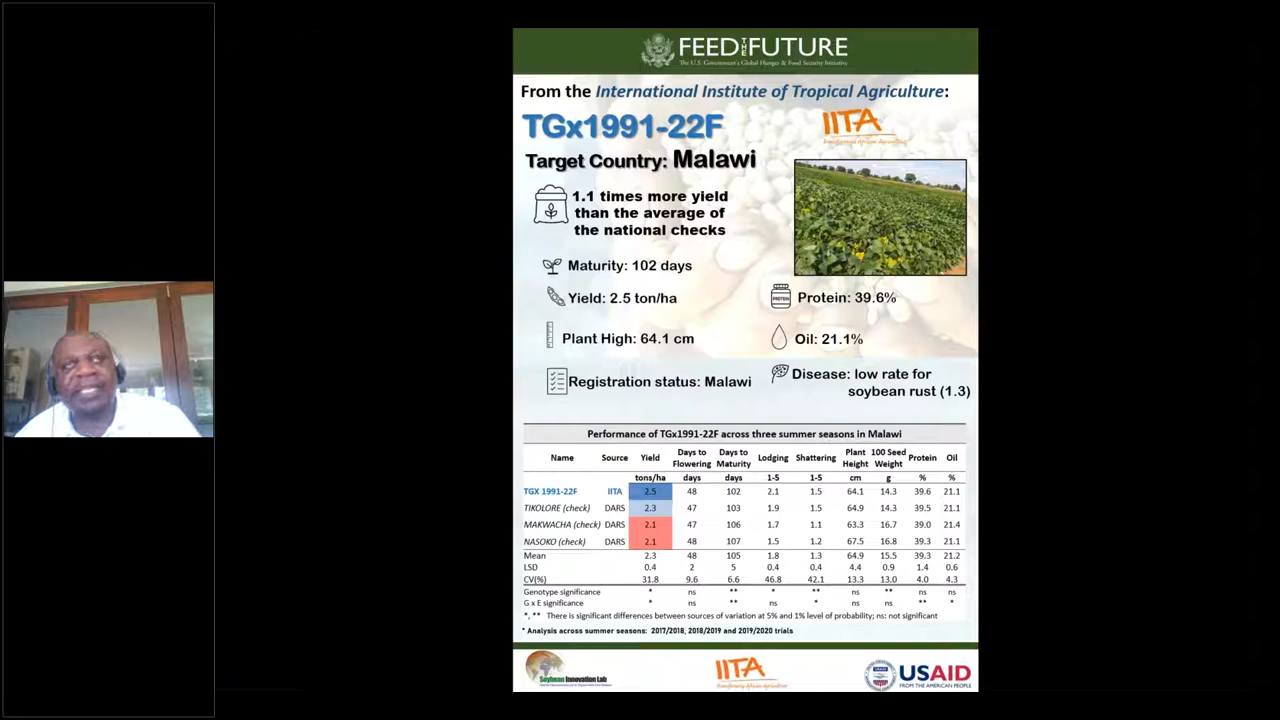 FEED THE FUTURE
The U.S. Government's Global Hunger & Food Security Initiative
From the International Institute of Tropical Agriculture:
TGx1991-22F
IITA
Transforming African Agriculture
Target Country: Malawi
1.1 times more yield
than the average of
the national checks
Maturity: 102 days
Yield: 2.5 ton/ha
PROTEIN
Protein: 39.6%
Plant High: 64.1 cm
Oil: 21.1%
Registration status: Malawi
Disease: low rate for
soybean rust (1.3)
Performance of TGx1991-22F across three summer seasons in Malawi
Name Source Yield Days to Flowering Days to Maturity Lodging Shattering Plant Height 100 Seed Weight Protein Oil
tons/ha days days 1-5 1-5 cm g % %
TGX 1991-22F IITA 2.5 48 102 2.1 1.5 64.1 14.3 39.6 21.1
TIKOLORE (check) DARS 2.3 47 103 1.9 1.5 64.9 14.3 39.5 21.1
MAKWACHA (check) DARS 2.1 47 106 1.7 1.1 63.3 16.7 39.0 21.4
NASOKO (check) DARS 2.1 48 107 1.5 1.2 67.5 16.8 39.3 21.1
Mean 2.3 48 105 1.8 1.3 64.9 15.5 39.3 21.2
LSD 0.4 2 5 0.4 0.4 4.4 0.9 1.4 0.6
CV(%) 31.8 9.6 6.6 46.8 42.1 13.3 13.0 4.0 4.3
Genotype significance * ns ** * ** ns ** ns ns
G x E significance * ns ** ns * ns ns ** *
*, ** There is significant differences between sources of variation at 5% and 1% level of probability; ns: not significant
* Analysis across summer seasons: 2017/2018, 2018/2019 and 2019/2020 trials
Soybean Innovation Lab
IITA
Transforming African Agriculture
USAID
FROM THE AMERICAN PEOPLE